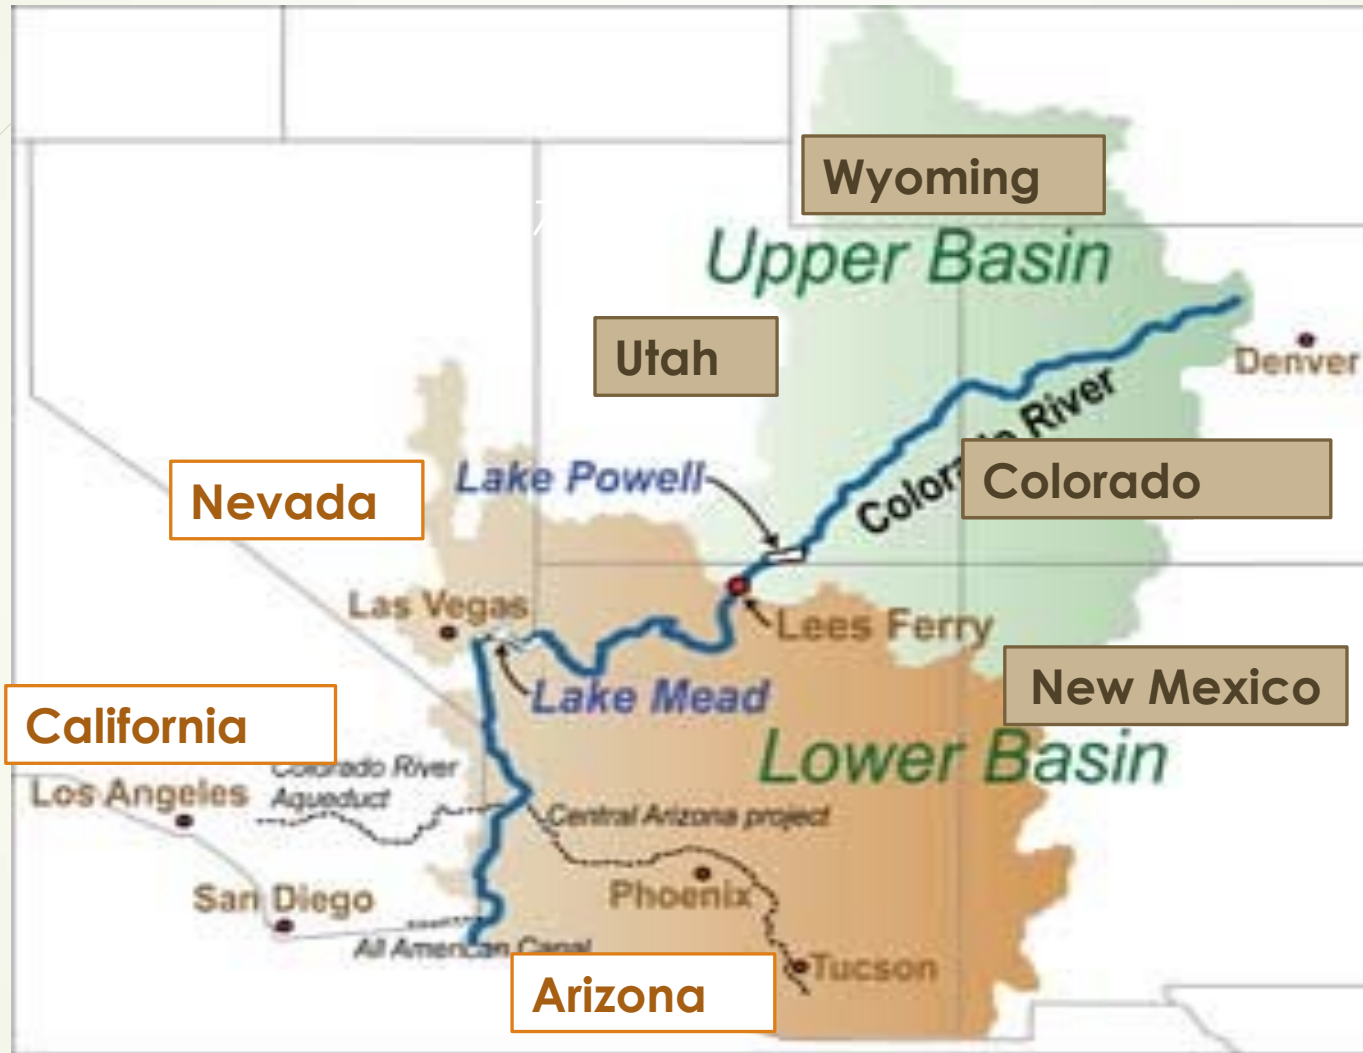 Wyoming
7
Upper Basin
Utah
Denver
Colorado River
Lake Powell
Colorado
Nevada
Las Vegas
Lees Ferry
New Mexico
Lake Mead
California
Lower Basin
Colorado River
Aqueduct
Los Angeles
Central Arizona project
Phoenix
San Diego
All American Canal
Tucson
Arizona